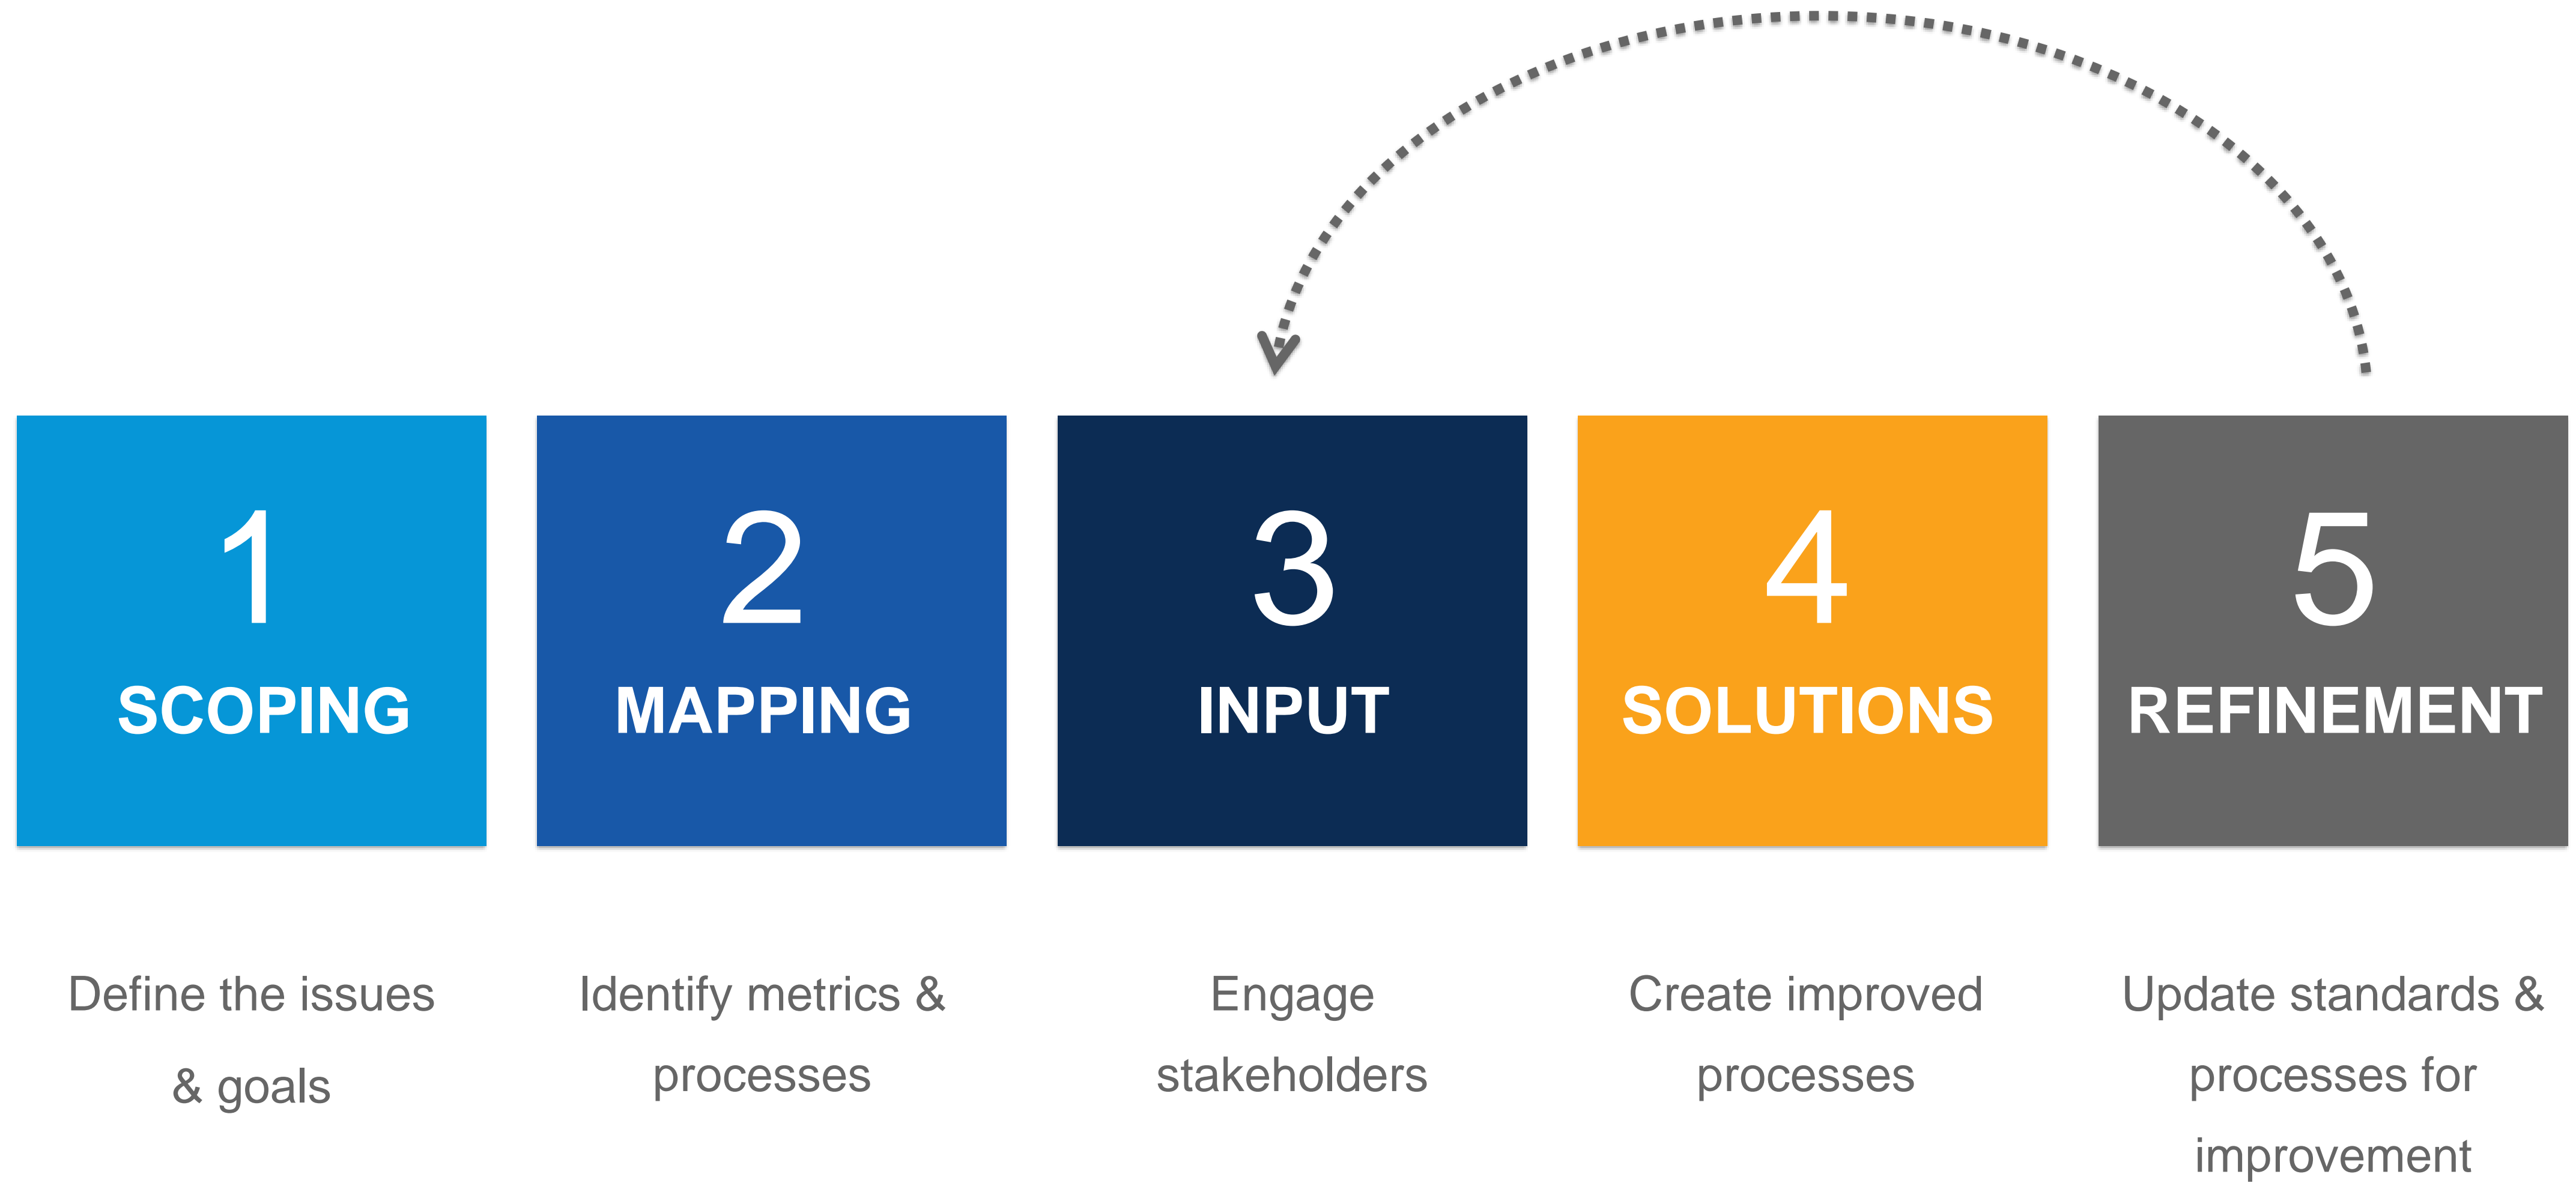 1
SCOPING
2
MAPPING
3
INPUT
4
SOLUTIONS
5
REFINEMENT
Define the issues
& goals
Identify metrics &
processes
Engage
stakeholders
Create improved
processes
Update standards &
processes for
improvement